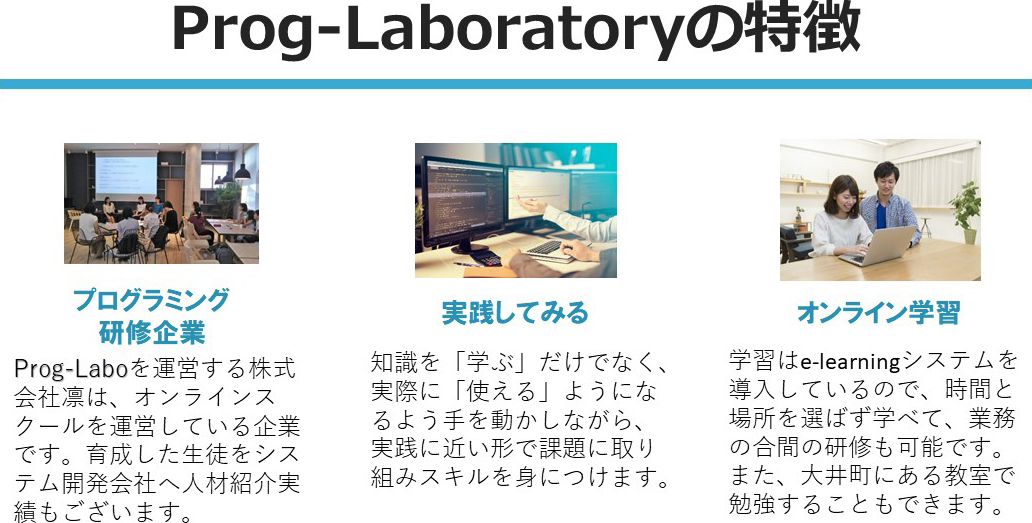 Prog-Laboratoryの特徴
プログラミング
研修企業
Prog-Laboを運営する株式
会社凛は、オンラインス
クールを運営している企業
です。育成した生徒をシス
テム開発会社へ人材紹介実
績もございます。
実践してみる
知識を「学ぶ」だけでなく、
実際に「使える」ようにな
るよう手を動かしながら、
実践に近い形で課題に取り
組みスキルを身につけます。
オンライン学習
学習はe-learningシステムを
導入しているので、時間と
場所を選ばず学べて、業務
の合間の研修も可能です。
また、大井町にある教室で
勉強することもできます。